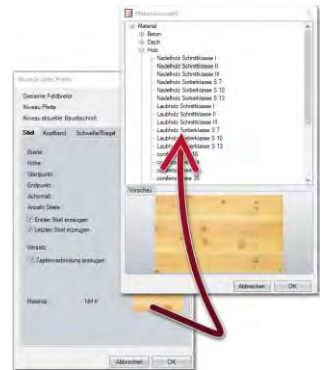 Materialauswahl
Material
Beton
Dach
Holz
Nadelholz Schnittklasse I
Nadelholz Schnittklasse II
Nadelholz Schnittklasse III
Nadelholz Sortierklasse S 7
Nadelholz Sortierklasse S 10
Nadelholz Sortierklasse S 13
Laubholz Schnittklasse I
Laubholz Schnittklasse II
Laubholz Schnittklasse III
Laubholz Sortierklasse S 7
Laubholz Sortierklasse S 10
Laubholz Sortierklasse S 13
Vorschau
Abbrechen OK
Gesamte Feldbreite
Niveau Pfette
Niveau aktueller Bauabschnitt
Stiel Kopfband Schwelle/Riegel
Breite
Höhe
Startpunkt
Endpunkt
Achsmaß
Anzahl Stiele
Ersten Stiel erzeugen
Letzten Stiel erzeugen
Versatz
Zapfenverbindung erzeugen
Material
Abbrechen OK